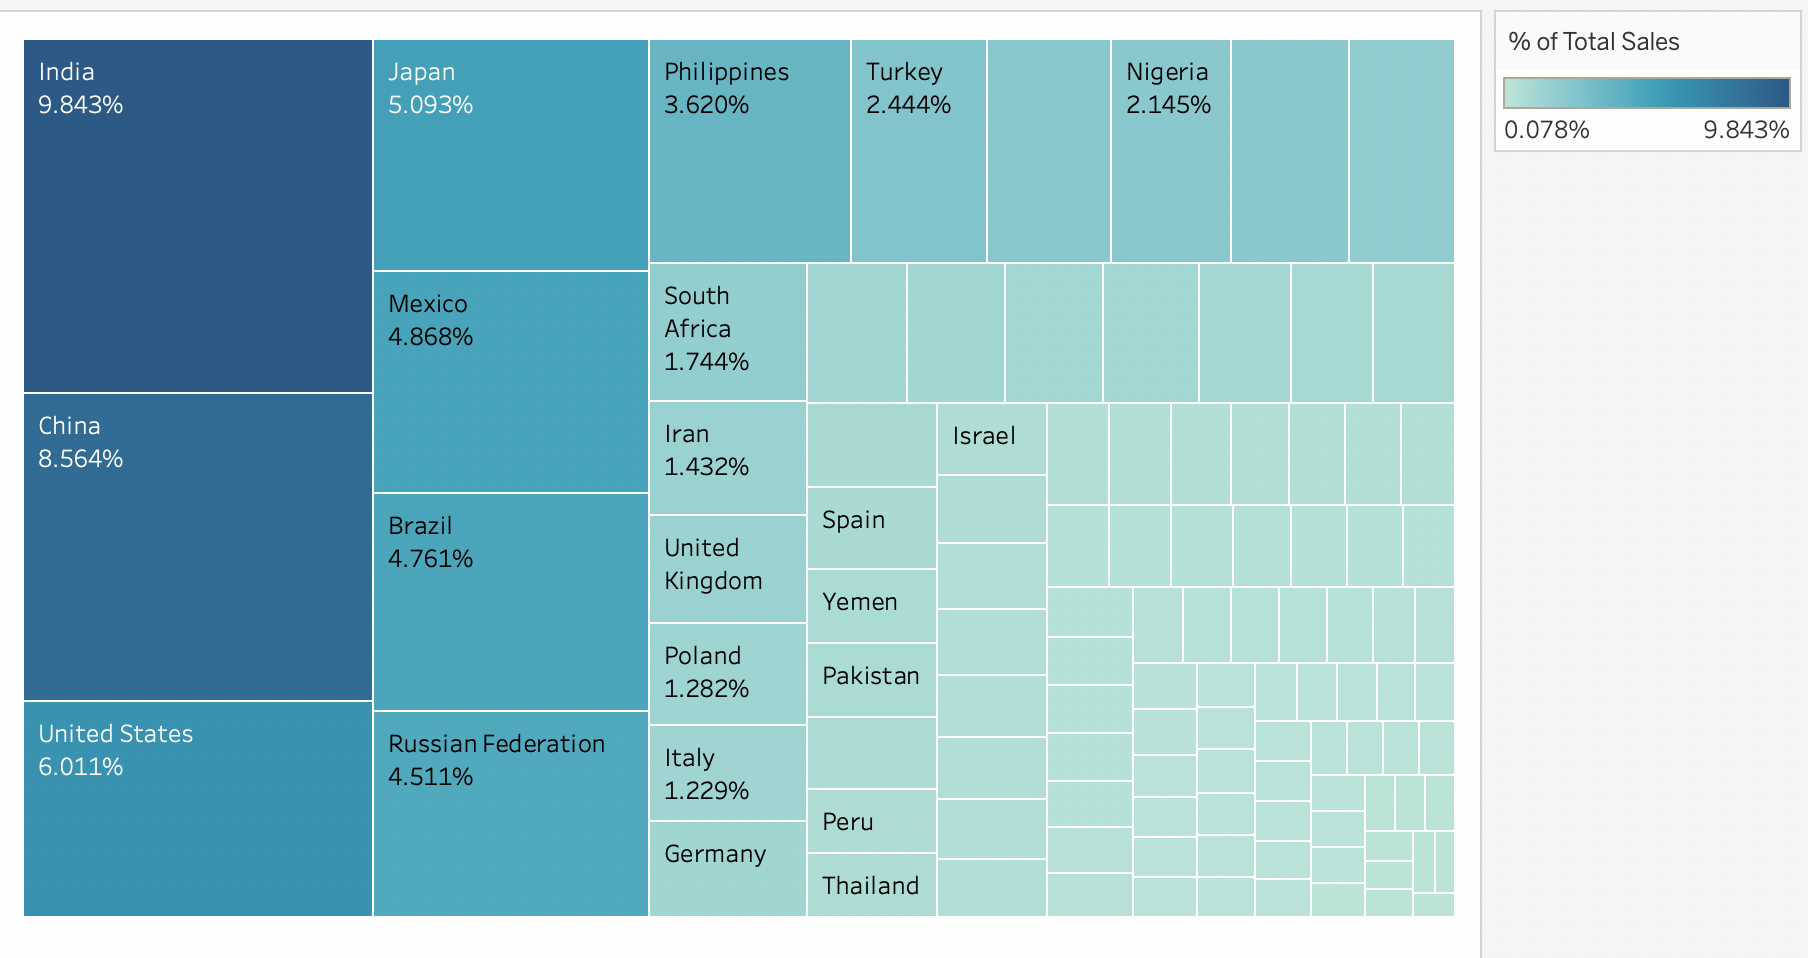 India
9.843%
China
8.564%
United States
6.011%
Japan
5.093%
Mexico
4.868%
Brazil
4.761%
Russian Federation
4.511%
Philippines
3.620%
Turkey
2.444%
Nigeria
2.145%
South
Africa
1.744%
Iran
1.432%
United
Kingdom
Poland
1.282%
Italy
1.229%
Germany
Spain
Yemen
Pakistan
Peru
Thailand
Israel
% of Total Sales
0.078%
9.843%